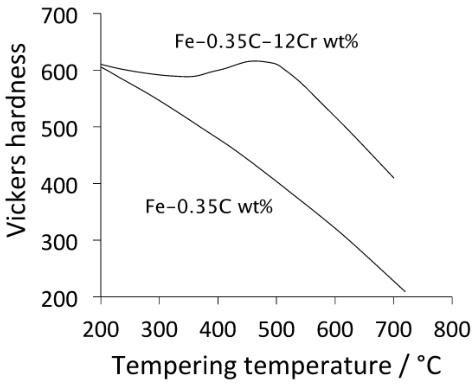 700
600
500
400
300
200
Vickers hardness
Fe-0.35C-12Cr wt%
Fe-0.35C wt%
200 300 400 500 600 700 800
Tempering temperature / °C